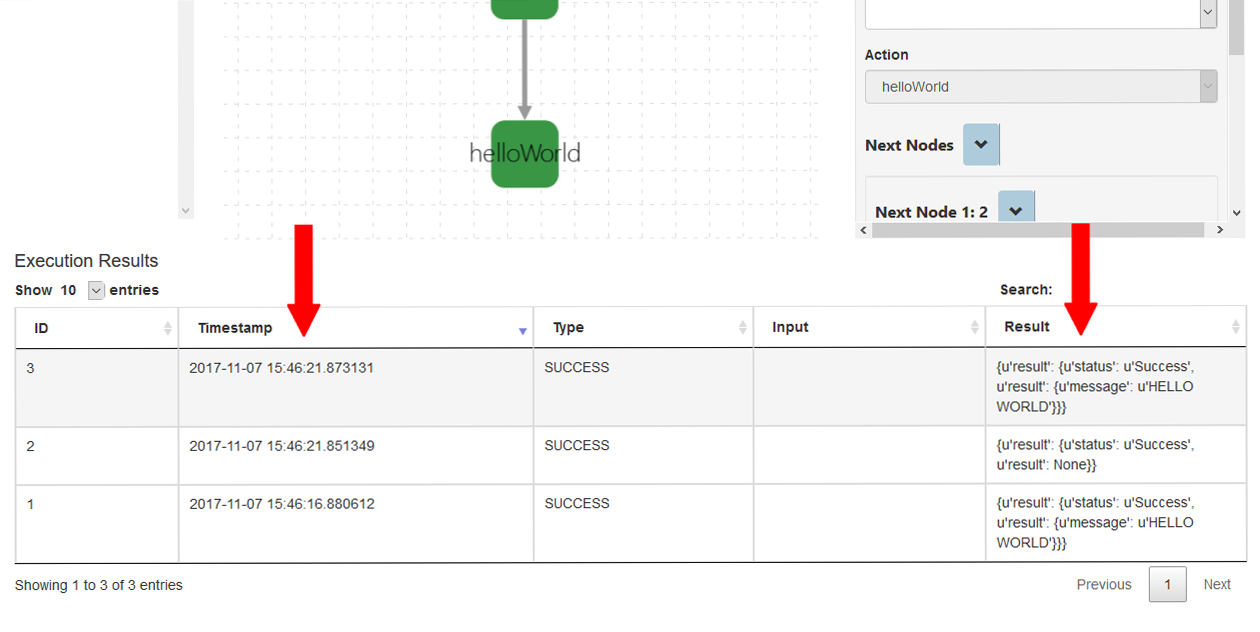 Action
helloWorld
helloWorld
Next Nodes
Next Node 1: 2
Execution Results
Show 10 entries
Search:
ID Timestamp Type Input Result
3 2017-11-07 15:46:21.873131 SUCCESS {u'result': {u'status': u'Success',
u'result': {u'message': u'HELLO
WORLD'}}}
2 2017-11-07 15:46:21.851349 SUCCESS {u'result': {u'status': u'Success',
u'result': None}}
1 2017-11-07 15:46:16.880612 SUCCESS {u'result': {u'status': u'Success',
u'result': {u'message': u'HELLO
WORLD'}}}
Showing 1 to 3 of 3 entries
Previous 1 Next